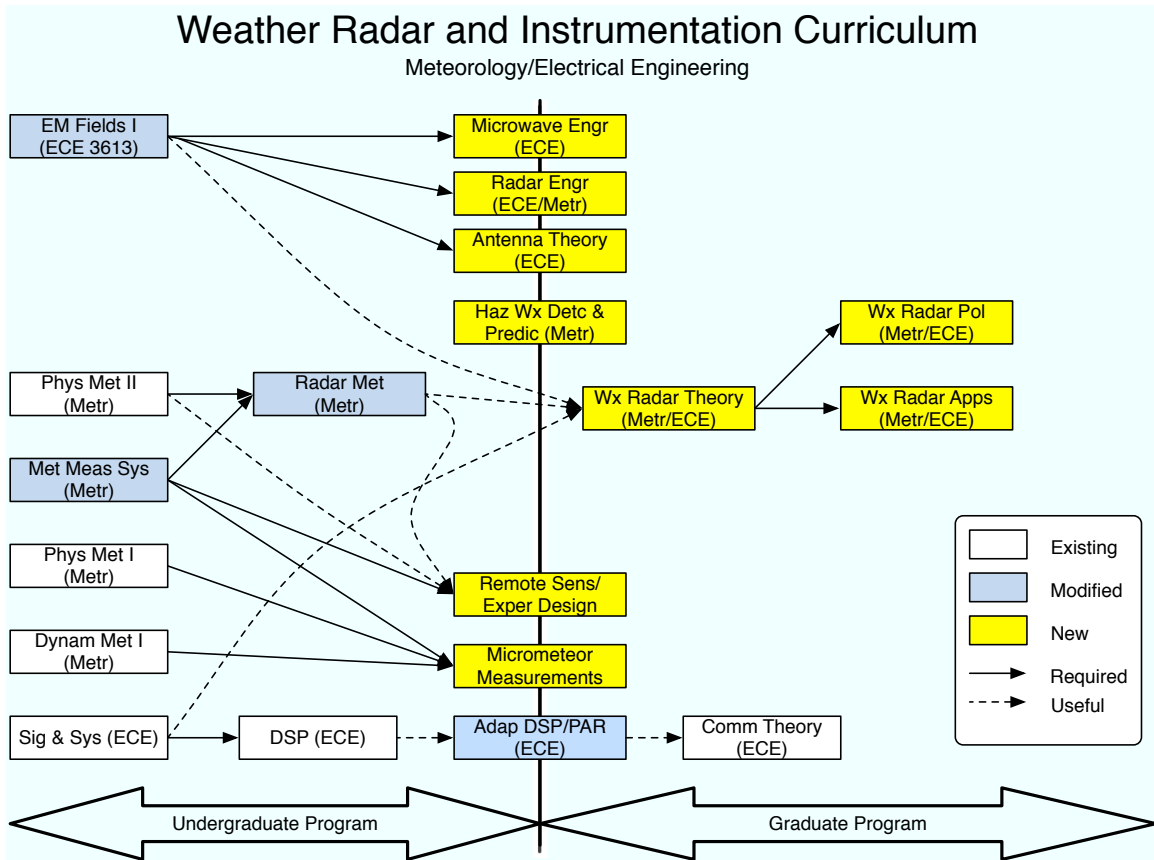 Weather Radar and Instrumentation Curriculum
Meteorology/Electrical Engineering
EM Fields I
(ECE 3613)
Microwave Engr
(ECE)
Radar Engr
(ECE/Metr)
Antenna Theory
(ECE)
Haz Wx Detc &
Predic (Metr)
Wx Radar Pol
(Metr/ECE)
Phys Met II
(Metr)
Radar Met
(Metr)
Wx Radar Theory
(Metr/ECE)
Wx Radar Apps
(Metr/ECE)
Met Meas Sys
(Metr)
Phys Met I
(Metr)
Remote Sens/
Exper Design
Dynam Met I
(Metr)
Micrometeor
Measurements
Sig & Sys (ECE)
DSP (ECE)
Adap DSP/PAR
(ECE)
Comm Theory
(ECE)
Existing
Modified
New
Required
Useful
Undergraduate Program
Graduate Program